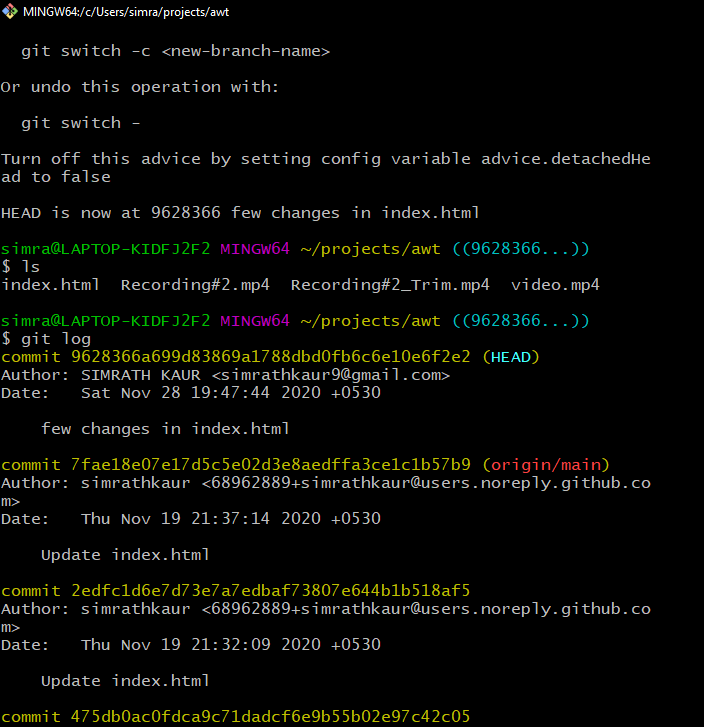 MINGW64:/c/Users/simra/projects/awt
git switch -c <new-branch-name>
Or undo this operation with:
git switch -
Turn off this advice by setting config variable advice.detachedHe
ad to false
HEAD is now at 9628366 few changes in index.html
simra@LAPTOP-KIDFJ2F2 MINGW64 ~/projects/awt ((9628366...))
$ ls
index.html  Recording#2.mp4  Recording#2_Trim.mp4  video.mp4
simra@LAPTOP-KIDFJ2F2 MINGW64 ~/projects/awt ((9628366...))
$ git log
commit 9628366a699d83869a1788dbd0fb6c6e10e6f2e2 (HEAD)
Author: SIMRATH KAUR <simrathkaur9@gmail.com>
Date:   Sat Nov 28 19:47:44 2020 +0530
few changes in index.html
commit 7fae18e07e17d5c5e02d3e8aedffa3ce1c1b57b9 (origin/main)
Author: simrathkaur <68962889+simrathkaur@users.noreply.github.co
m>
Date:   Thu Nov 19 21:37:14 2020 +0530
Update index.html
commit 2edfc1d6e7d73e7a7edbaf73807e644b1b518af5
Author: simrathkaur <68962889+simrathkaur@users.noreply.github.co
m>
Date:   Thu Nov 19 21:32:09 2020 +0530
Update index.html
commit 475db0ac0fdca9c71dadcf6e9b55b02e97c42c05